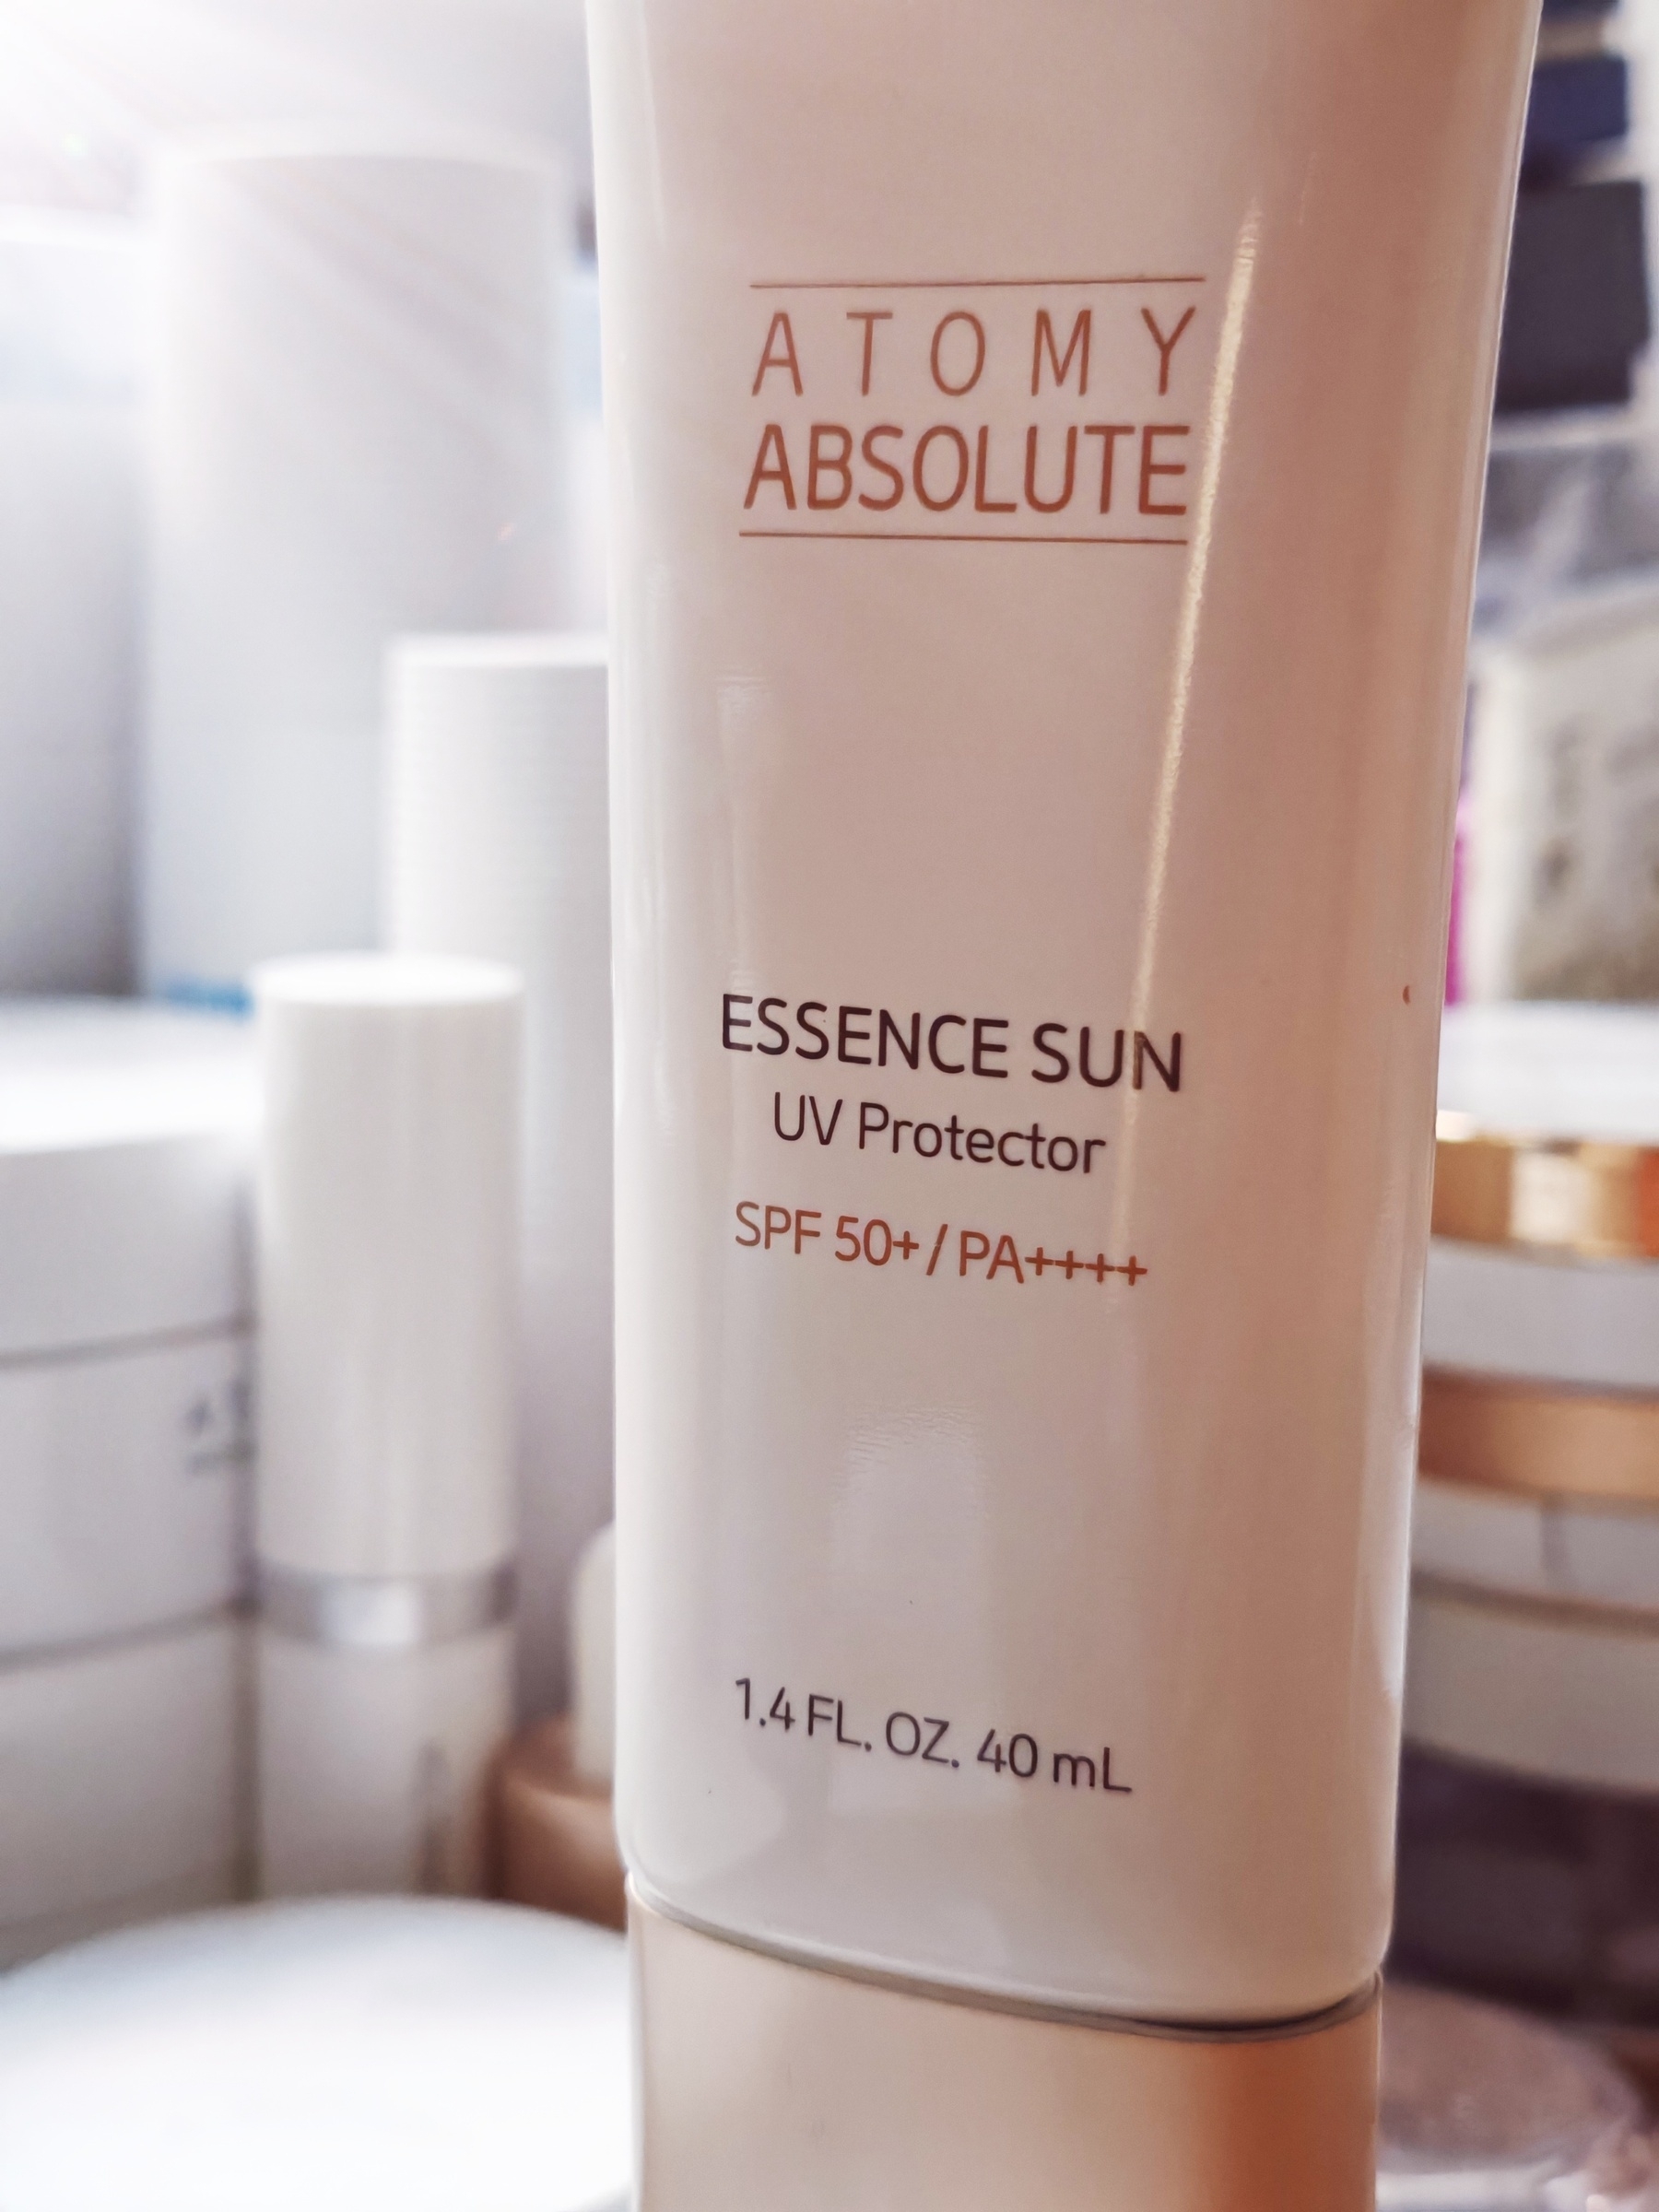 ATOMY
ABSOLUTE
ESSENCE SUN
UV Protector
SPF 50+ / PA++++
1.4 FL. OZ. 40 mL